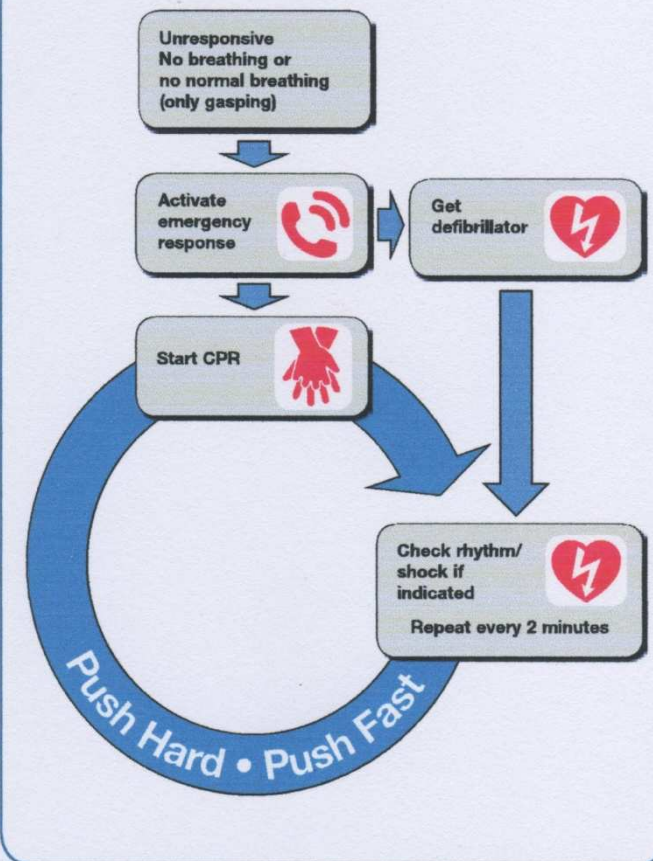 Unresponsive
No breathing or
no normal breathing
(only gasping)
Activate
emergency
response
Get
defibrillator
Start CPR
Check rhythm/
shock if
indicated
Repeat every 2 minutes
Push Hard • Push Fast